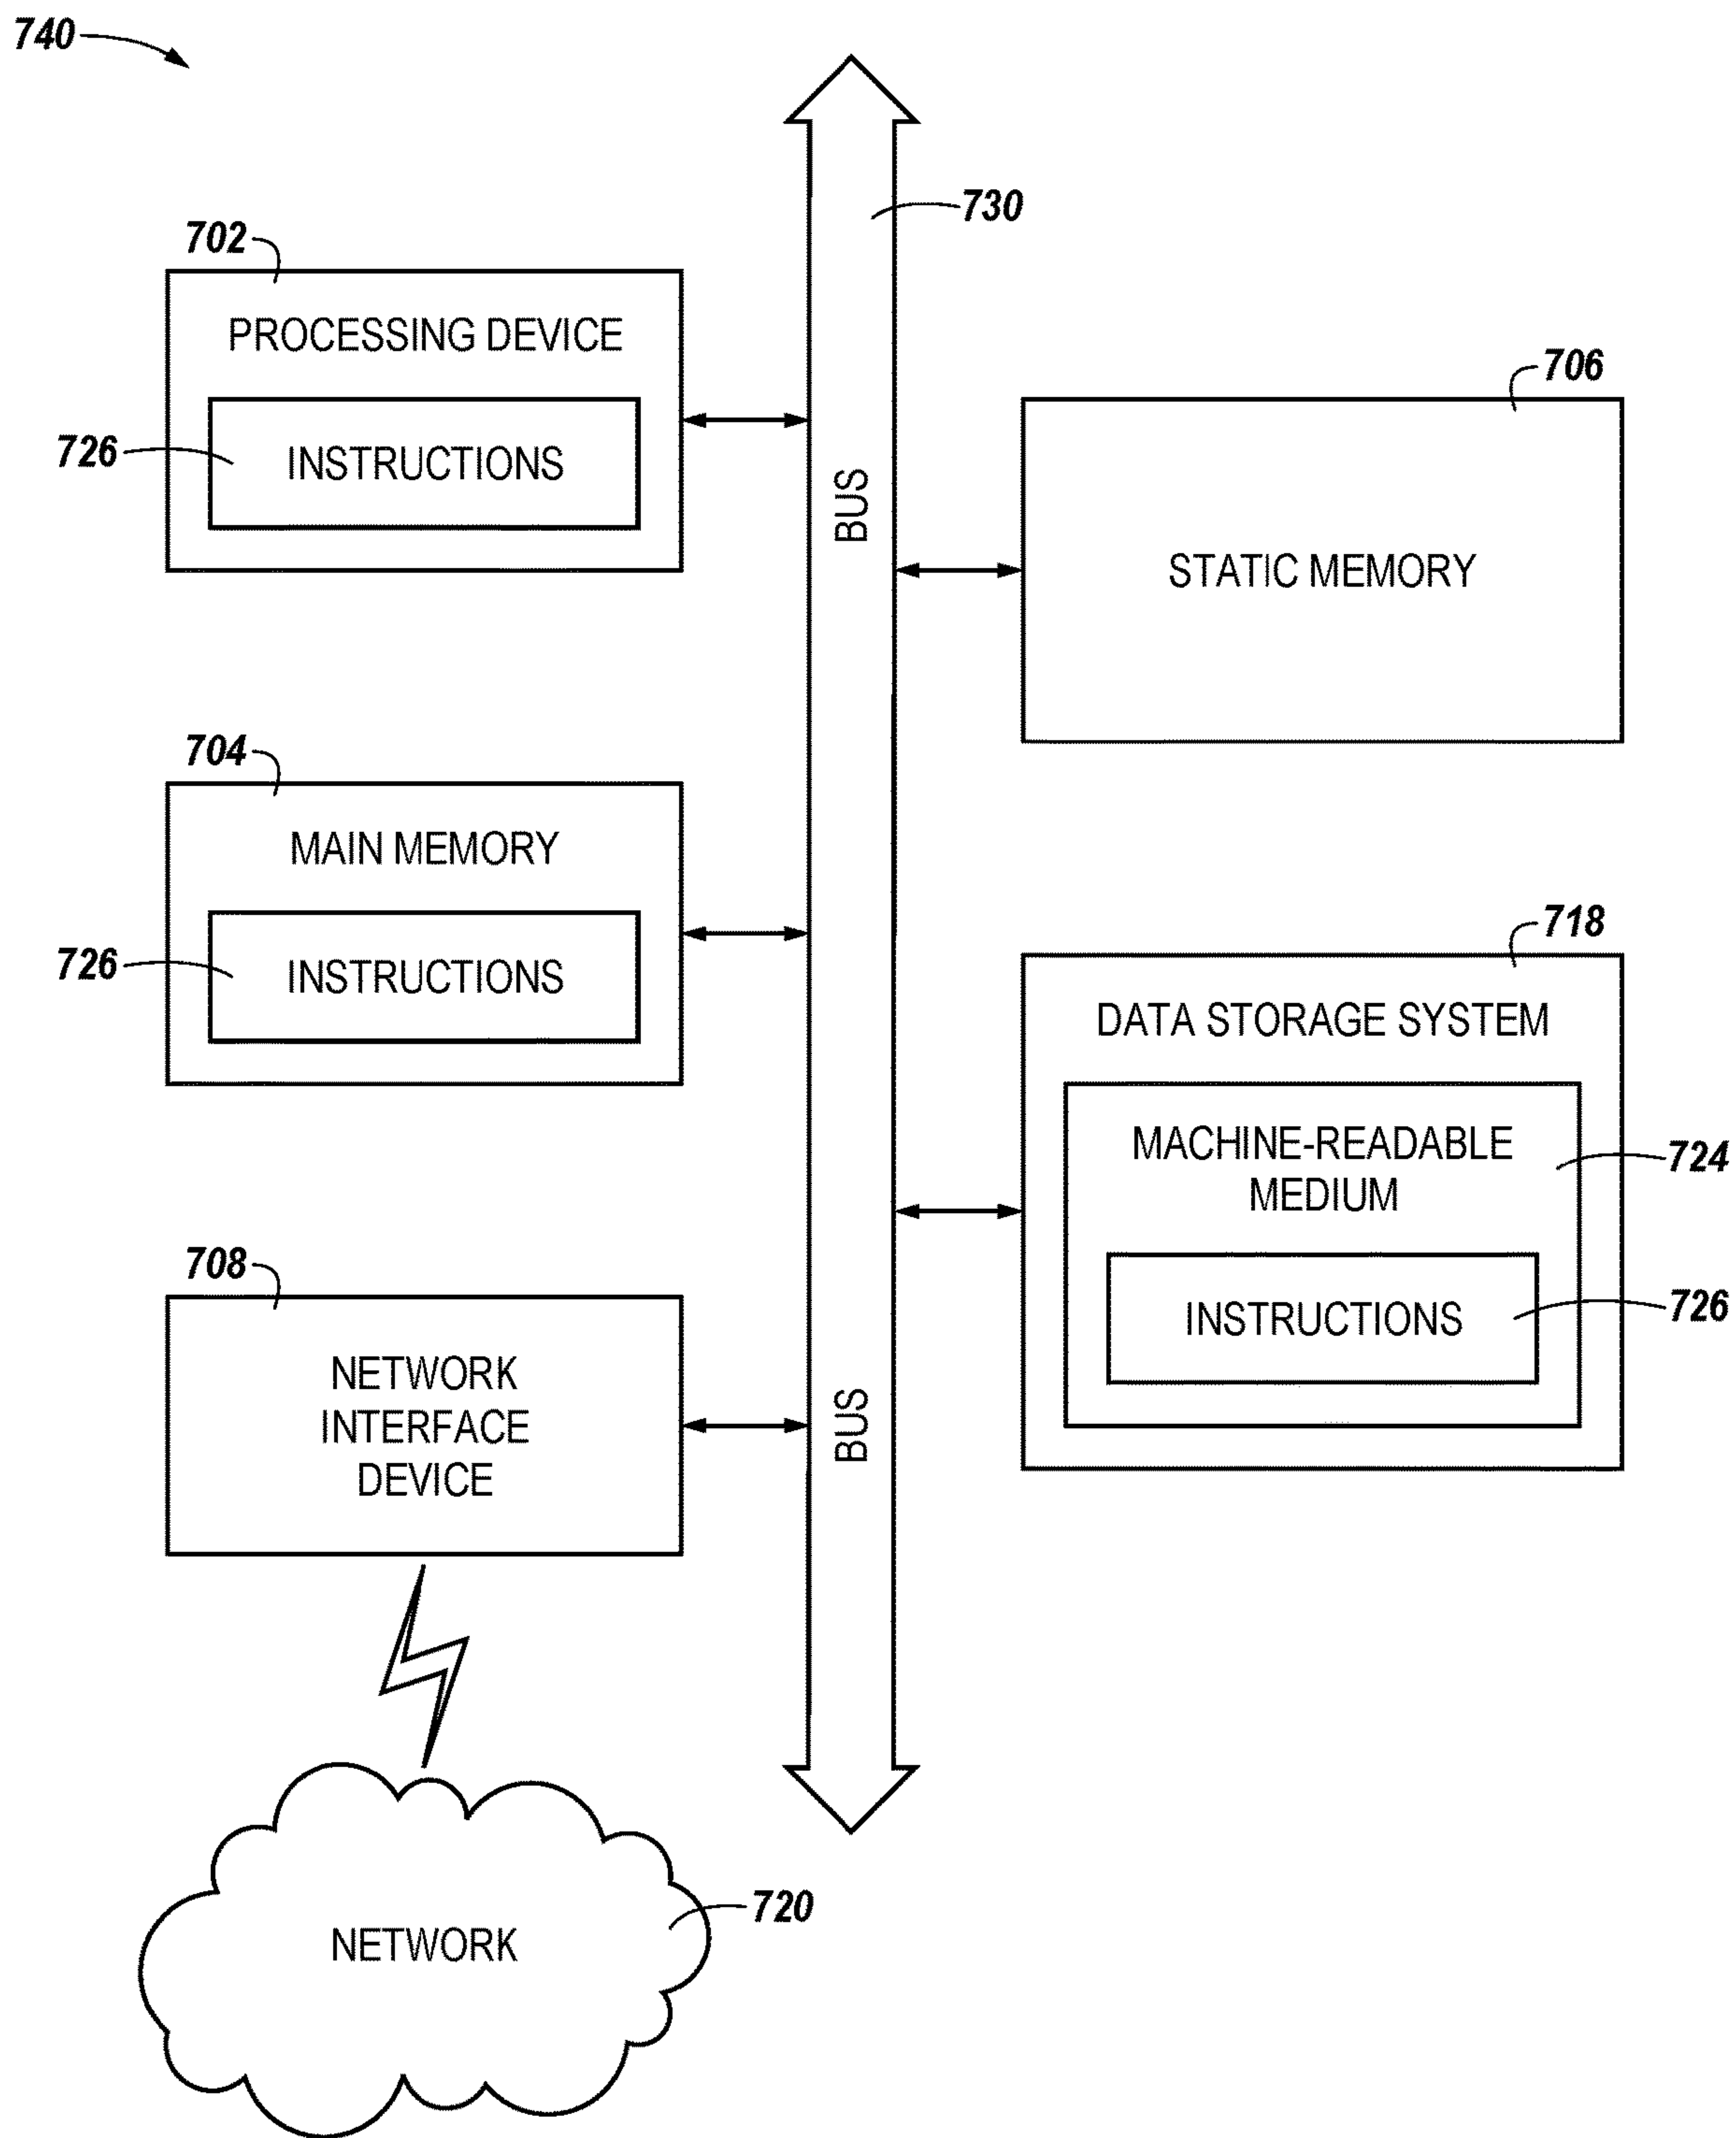 740
730
702
PROCESSING DEVICE
726
INSTRUCTIONS
BUS
706
STATIC MEMORY
704
MAIN MEMORY
726
INSTRUCTIONS
718
DATA STORAGE SYSTEM
MACHINE-READABLE
MEDIUM
724
INSTRUCTIONS
726
708
NETWORK
INTERFACE
DEVICE
BUS
720
NETWORK